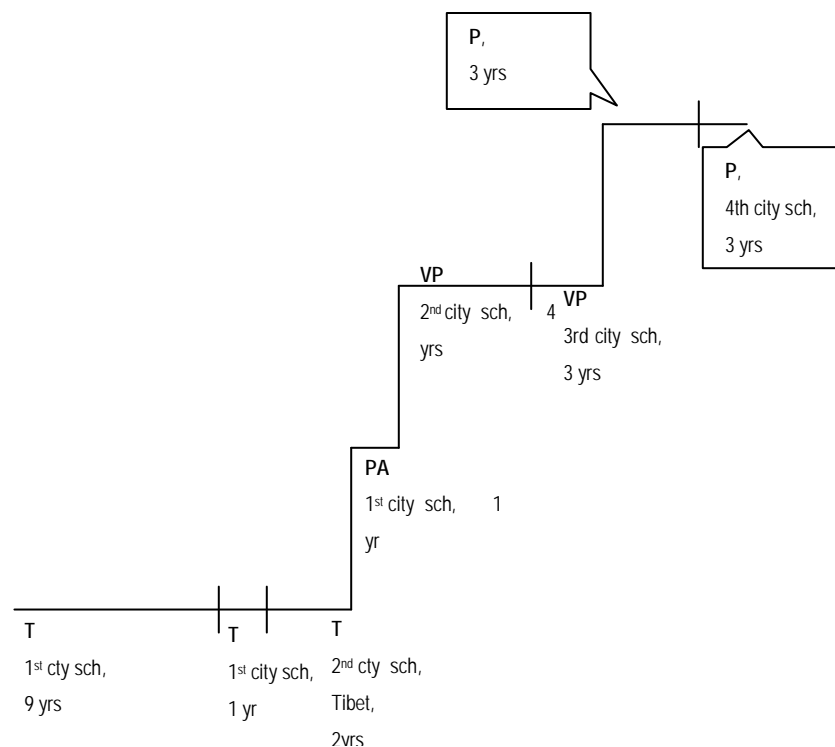 P,
3 yrs
P,
4th city sch,
3 yrs
VP
2nd city sch, 4
yrs
VP
3rd city sch,
3 yrs
PA
1st city sch, 1
yr
T
1st cty sch,
9 yrs
T
1st city sch,
1 yr
T
2nd cty sch,
Tibet,
2yrs